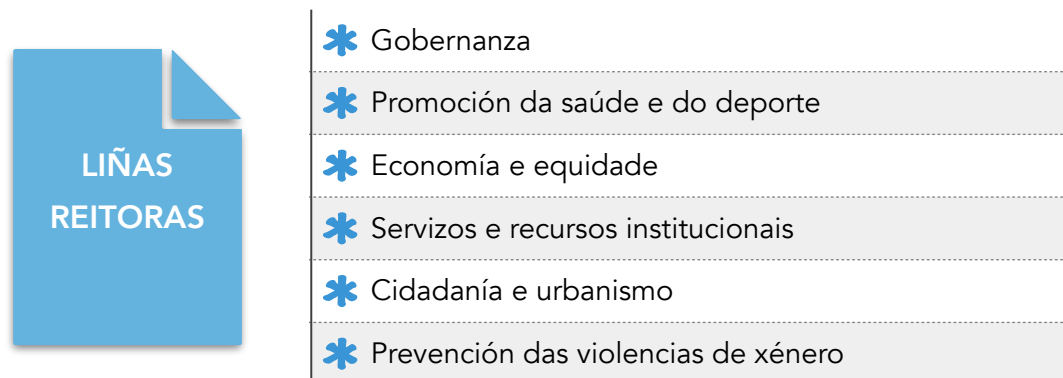 LIÑAS
REITORAS
Gobernanza
Promoción da saúde e do deporte
Economía e equidade
Servizos e recursos institucionais
Cidadanía e urbanismo
Prevención das violencias de xénero